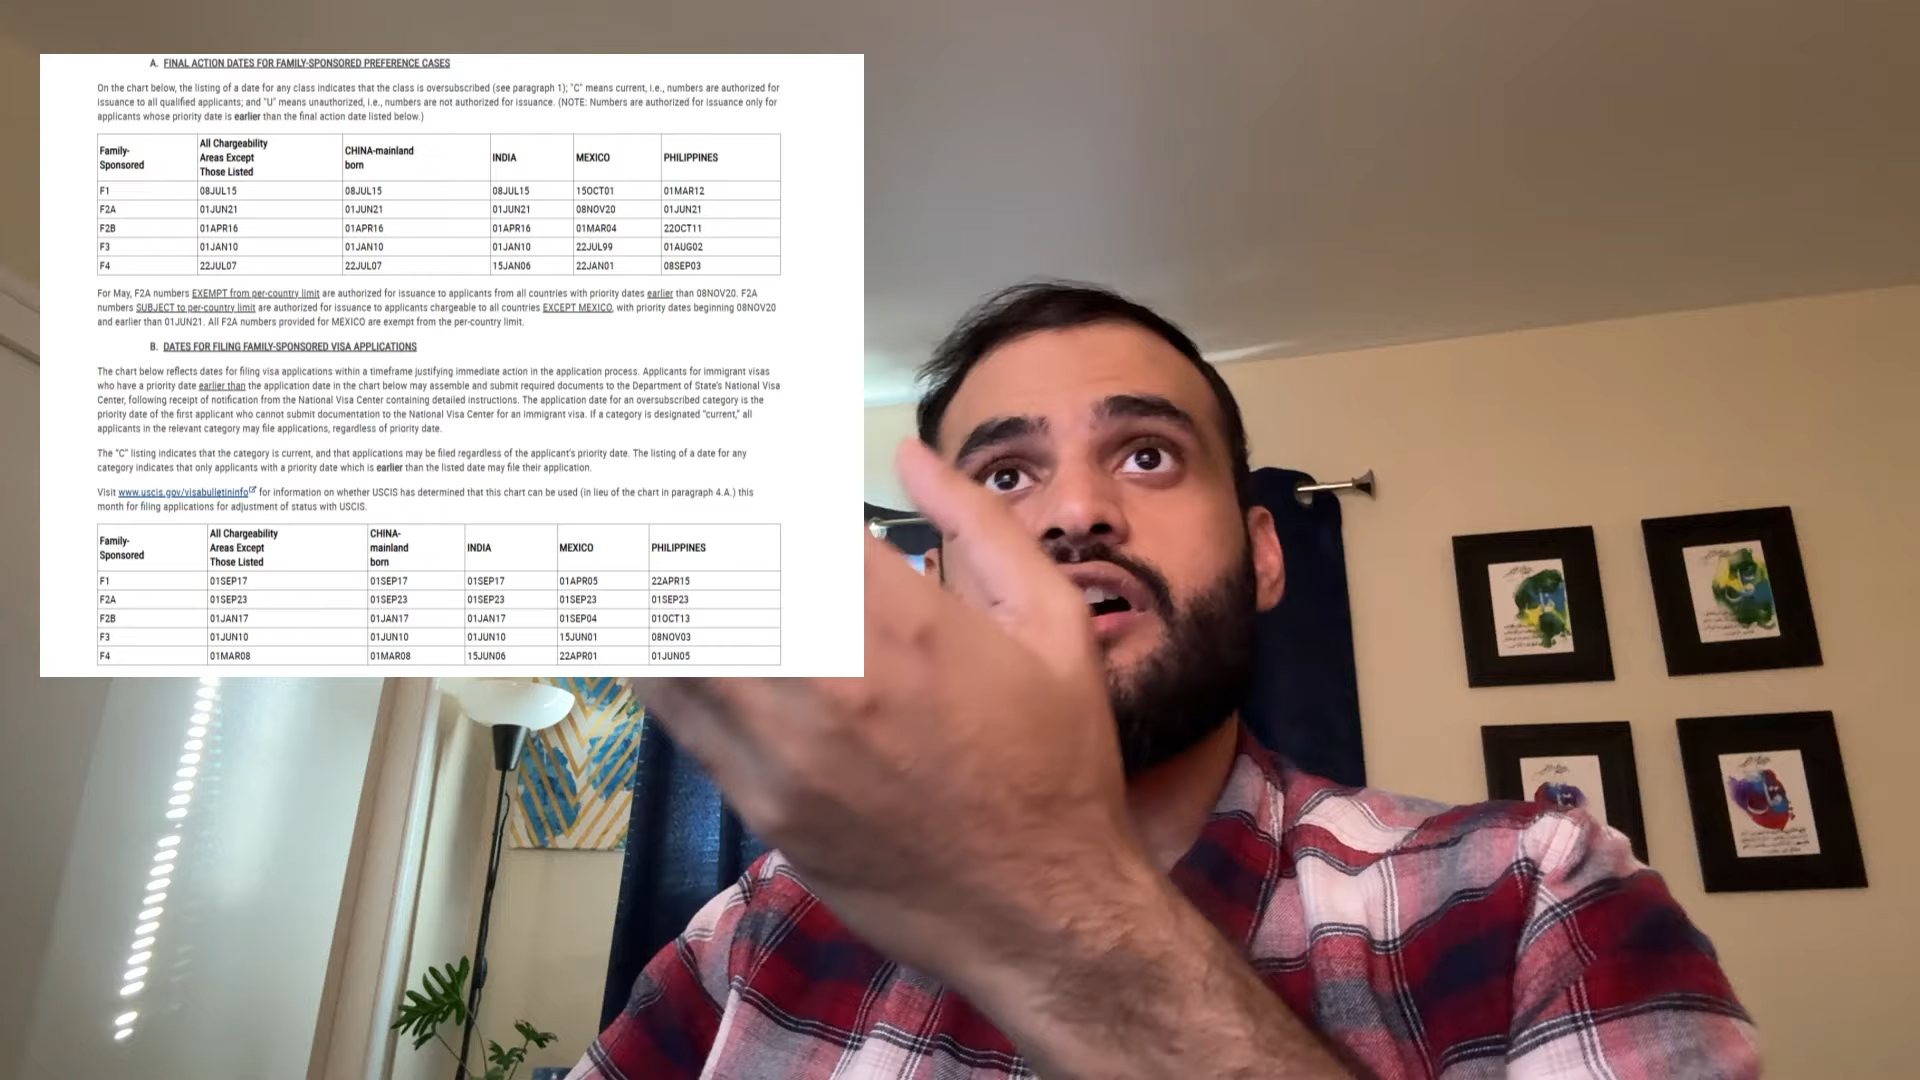 A. FINAL ACTION DATES FOR FAMILY-SPONSORED PREFERENCE CASES
On the chart below, the listing of a date for any class indicates that the class is oversubscribed (see paragraph 1); "C" means current, i.e., numbers are authorized for
issuance to all qualified applicants; and "U" means unauthorized, i.e., numbers are not authorized for issuance. (NOTE: Numbers are authorized for issuance only for
applicants whose priority date is earlier than the final action date listed below.)
Family-Sponsored All Chargeability Areas Except Those Listed CHINA-mainland born INDIA MEXICO PHILIPPINES
F1 08JUL15 08JUL15 08JUL15 15OCT01 01MAR12
F2A 01JUN21 01JUN21 01JUN21 08NOV20 01JUN21
F2B 01APR16 01APR16 01APR16 01MAR04 22OCT11
F3 01JAN10 01JAN10 01JAN10 22JUL99 01AUG02
F4 22JUL07 22JUL07 15JAN06 22JAN01 08SEP03
For May, F2A numbers EXEMPT from per-country limit are authorized for issuance to applicants from all countries with priority dates earlier than 08NOV20. F2A
numbers SUBJECT to per-country limit are authorized for issuance to applicants chargeable to all countries EXCEPT MEXICO, with priority dates beginning 08NOV20
and earlier than 01JUN21. All F2A numbers provided for MEXICO are exempt from the per-country limit.
B. DATES FOR FILING FAMILY-SPONSORED VISA APPLICATIONS
The chart below reflects dates for filing visa applications within a timeframe justifying immediate action in the application process. Applicants for immigrant visas
who have a priority date earlier than the application date in the chart below may assemble and submit required documents to the Department of State's National Visa
Center, following receipt of notification from the National Visa Center containing detailed instructions. The application date for an oversubscribed category is the
priority date of the first applicant who cannot submit documentation to the National Visa Center for an immigrant visa. If a category is designated "current," all
applicants in the relevant category may file applications, regardless of priority date.
The "C" listing indicates that the category is current, and that applications may be filed regardless of the applicant's priority date. The listing of a date for any
category indicates that only applicants with a priority date which is earlier than the listed date may file their application.
Visit www.uscis.gov/visabulletininfo for information on whether USCIS has determined that this chart can be used (in lieu of the chart in paragraph 4.A.) this
month for filing applications for adjustment of status with USCIS.
Family-Sponsored All Chargeability Areas Except Those Listed CHINA-mainland born INDIA MEXICO PHILIPPINES
F1 01SEP17 01SEP17 01SEP17 01APR05 22APR15
F2A 01SEP23 01SEP23 01SEP23 01SEP23 01SEP23
F2B 01JAN17 01JAN17 01JAN17 01SEP04 01OCT13
F3 01JUN10 01JUN10 01JUN10 15JUN01 08NOV03
F4 01MAR08 01MAR08 15JUN06 22APR01 01JUN05